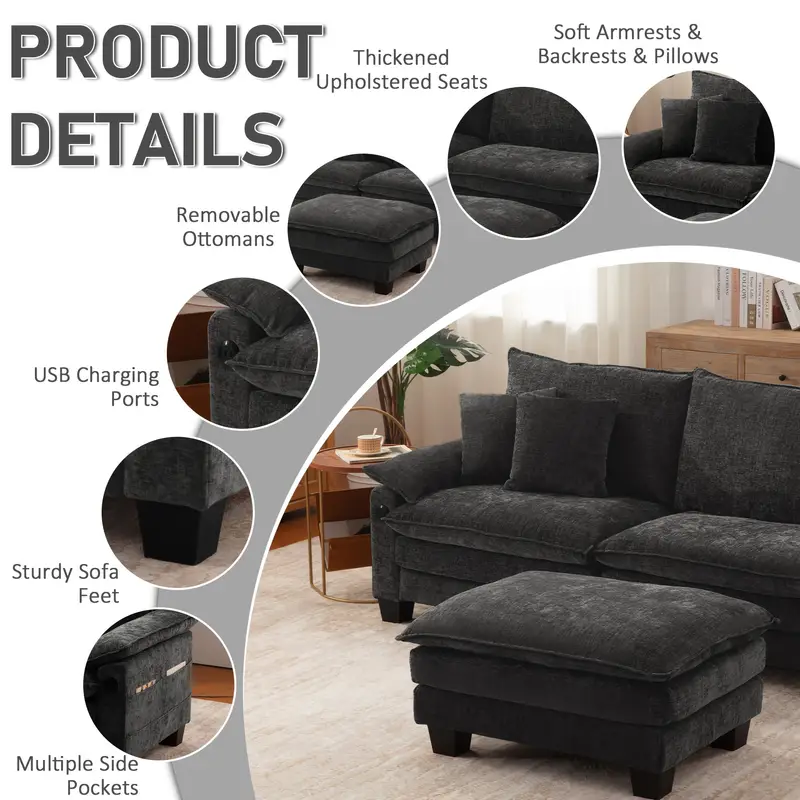 PRODUCT
DETAILS
Thickened
Upholstered Seats
Soft Armrests &
Backrests & Pillows
Removable
Ottomans
USB Charging
Ports
Sturdy Sofa
Feet
Multiple Side
Pockets